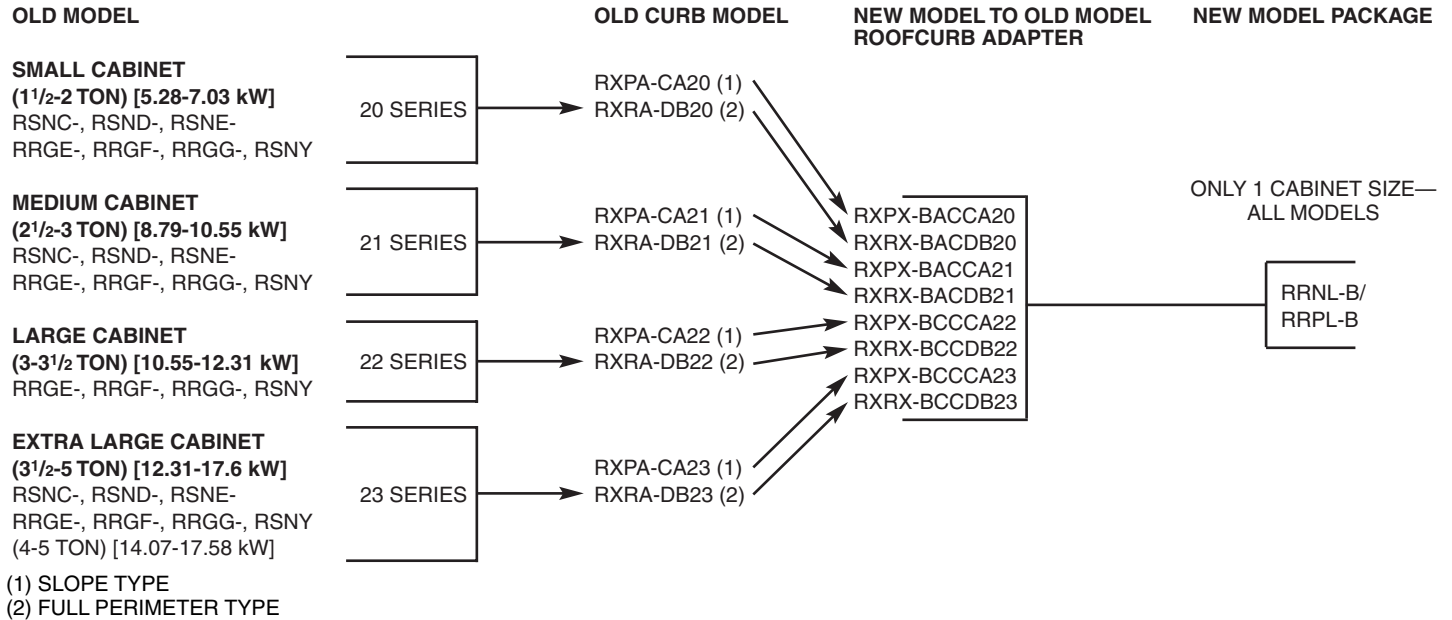 OLD MODEL
OLD CURB MODEL
NEW MODEL TO OLD MODEL
ROOFCURB ADAPTER
NEW MODEL PACKAGE
SMALL CABINET
(1 1/2-2 TON) [5.28-7.03 kW]
RSNC-, RSND-, RSNE-
RRGE-, RRGF-, RRGG-, RSNY
20 SERIES
RXPA-CA20 (1)
RXRA-DB20 (2)
MEDIUM CABINET
(2 1/2-3 TON) [8.79-10.55 kW]
RSNC-, RSND-, RSNE-
RRGE-, RRGF-, RRGG-, RSNY
21 SERIES
RXPA-CA21 (1)
RXRA-DB21 (2)
LARGE CABINET
(3-3 1/2 TON) [10.55-12.31 kW]
RRGE-, RRGF-, RRGG-, RSNY
22 SERIES
RXPA-CA22 (1)
RXRA-DB22 (2)
EXTRA LARGE CABINET
(3 1/2-5 TON) [12.31-17.6 kW]
RSNC-, RSND-, RSNE-
RRGE-, RRGF-, RRGG-, RSNY
(4-5 TON) [14.07-17.58 kW]
23 SERIES
RXPA-CA23 (1)
RXRA-DB23 (2)
RXPX-BACCA20
RXRX-BACDB20
RXPX-BACCA21
RXRX-BACDB21
RXPX-BCCCA22
RXRX-BCCDB22
RXPX-BCCCA23
RXRX-BCCDB23
ONLY 1 CABINET SIZE—
ALL MODELS
RRNL-B/
RRPL-B
(1) SLOPE TYPE
(2) FULL PERIMETER TYPE